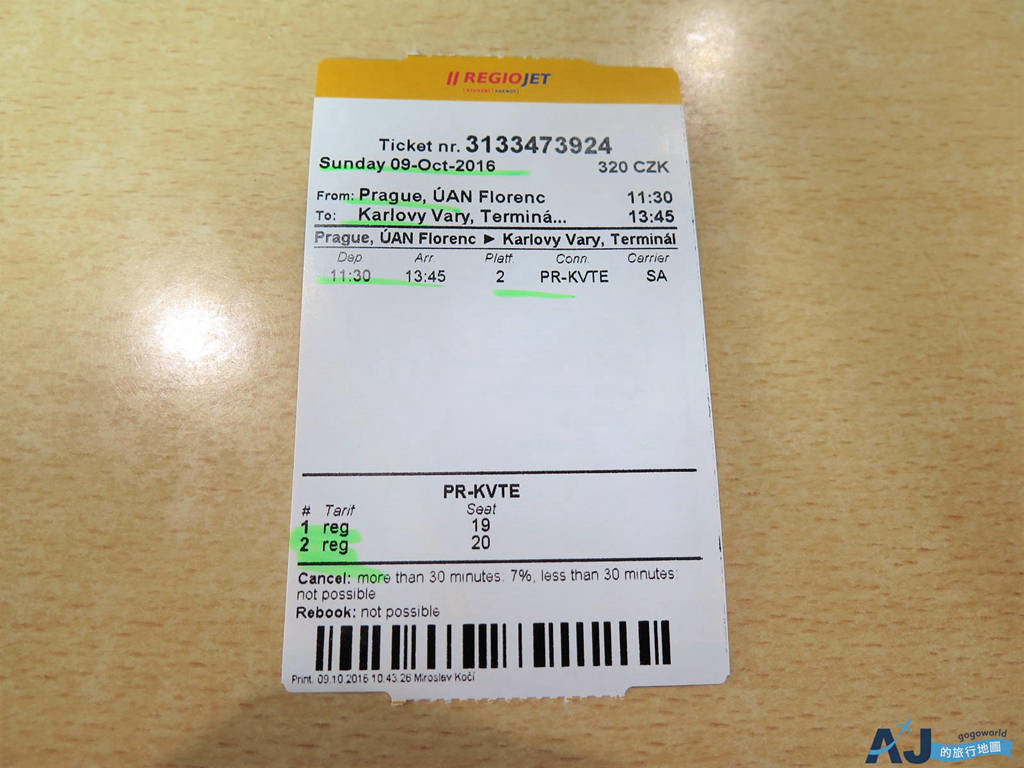 REGIOJET
[STUDENT | AGENCY]
Ticket nr. 3133473924
Sunday 09-Oct-2016 320 CZK
From: Prague, ÚAN Florenc 11:30
To: Karlovy Vary, Terminá... 13:45
Prague, ÚAN Florenc ► Karlovy Vary, Terminál
Dep. Arr. Platf. Conn. Carrier
11:30 13:45 2 PR-KVTE SA
PR-KVTE
# Tarif Seat
1 reg 19
2 reg 20
Cancel: more than 30 minutes: 7%, less than 30 minutes:
not possible
Rebook: not possible
Print. 09.10.2016 10.43.26 Miroslav Kočí
AJ gogoworld
的旅行地圖